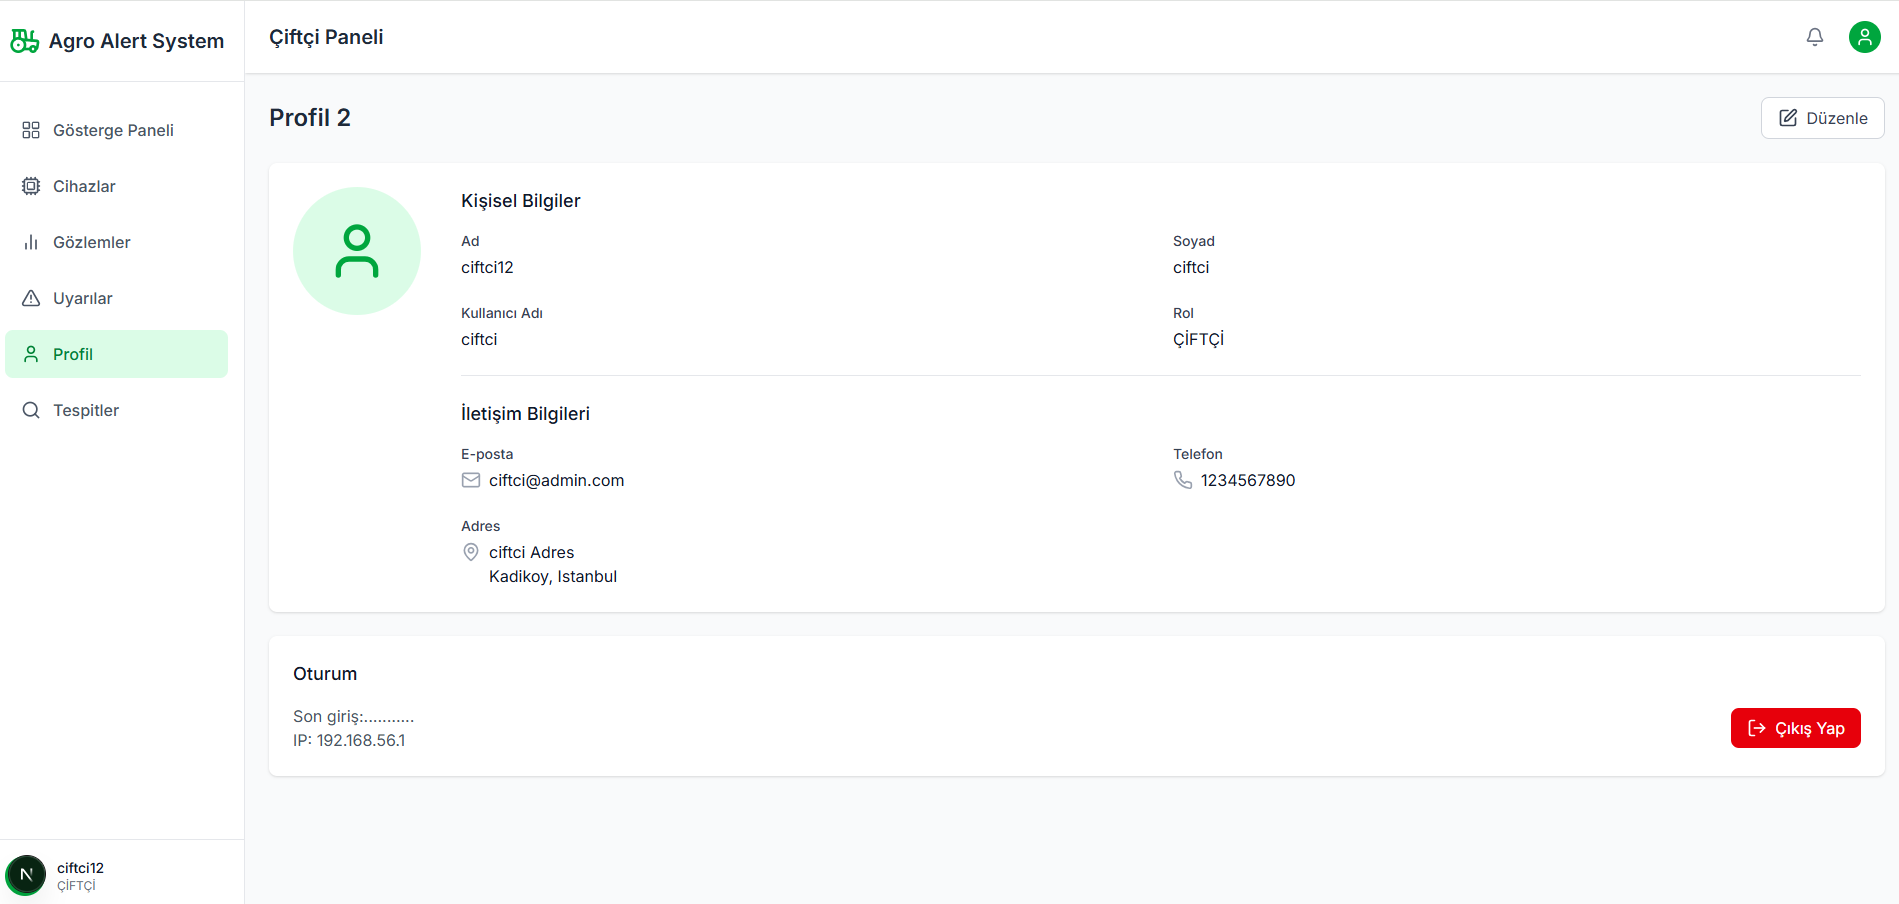 Agro Alert System
Çiftçi Paneli
Gösterge Paneli
Cihazlar
Gözlemler
Uyarılar
Profil
Tespitler
Profil 2
Düzenle
Kişisel Bilgiler
Ad
ciftci12
Soyad
ciftci
Kullanıcı Adı
ciftci
Rol
ÇİFTÇİ
İletişim Bilgileri
E-posta
ciftci@admin.com
Telefon
1234567890
Adres
ciftci Adres
Kadikoy, Istanbul
Oturum
Son giriş:...........
IP: 192.168.56.1
Çıkış Yap
N
ciftci12
ÇİFTÇİ